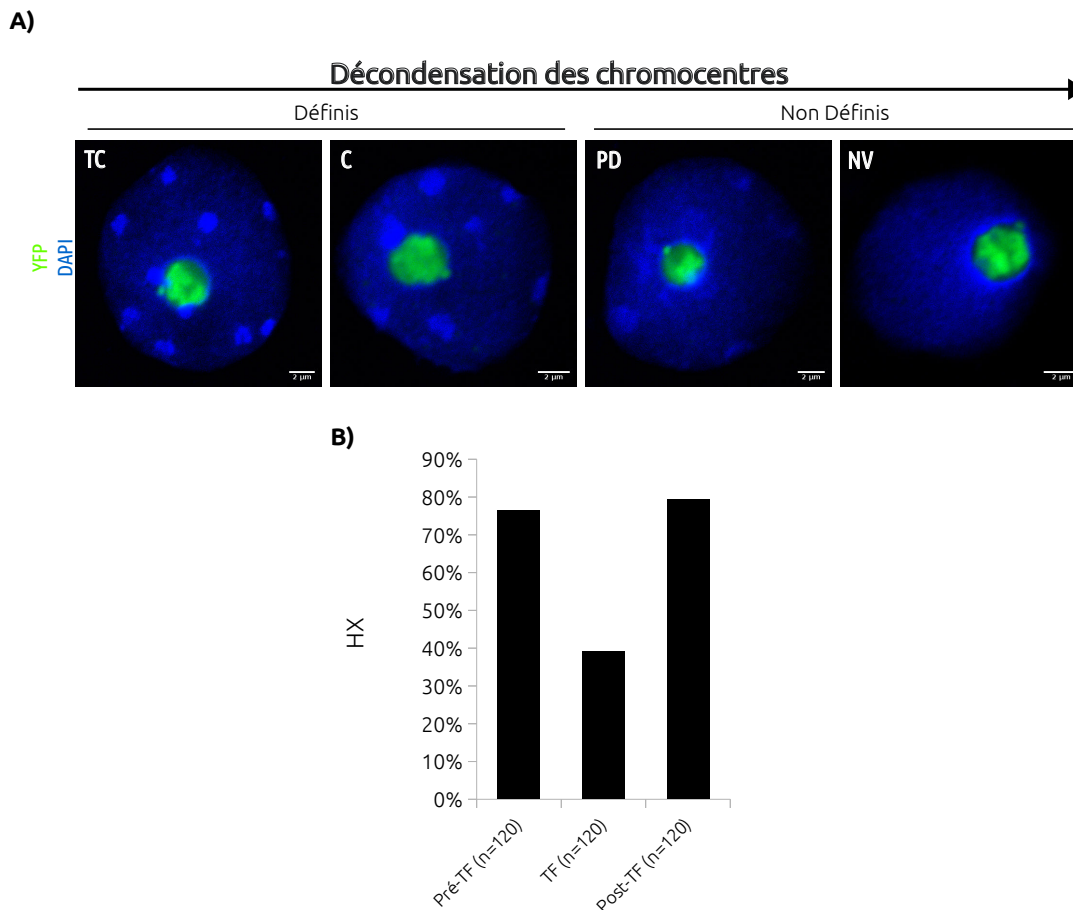 A)
Décondensation des chromocentres
Définis
Non Définis
TC
C
PD
NV
YFP
DAPI
2 µm
2 µm
2 µm
2 µm
B)
90%
80%
70%
60%
50%
40%
30%
20%
10%
0%
HX
Pré-TF (n=120)
TF (n=120)
Post-TF (n=120)